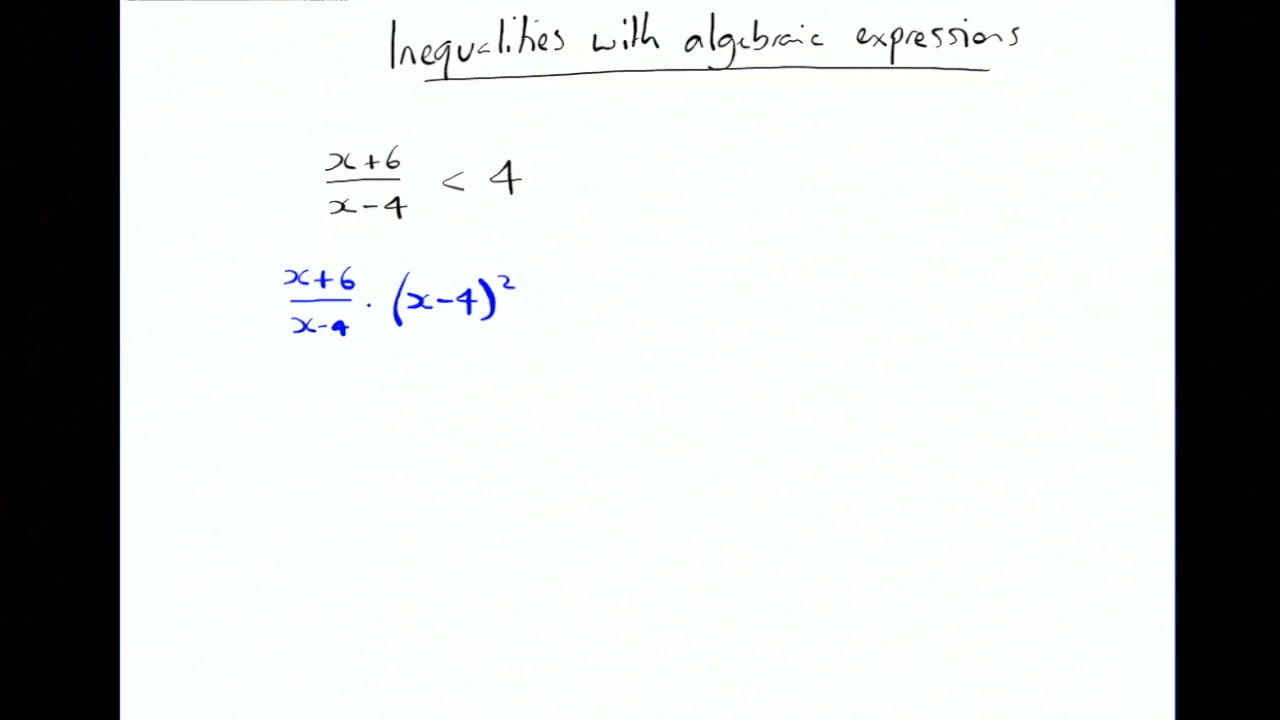 Inequalities with algebraic expressions
x+6
x-4 < 4
x+6
x-4 · (x-4)²